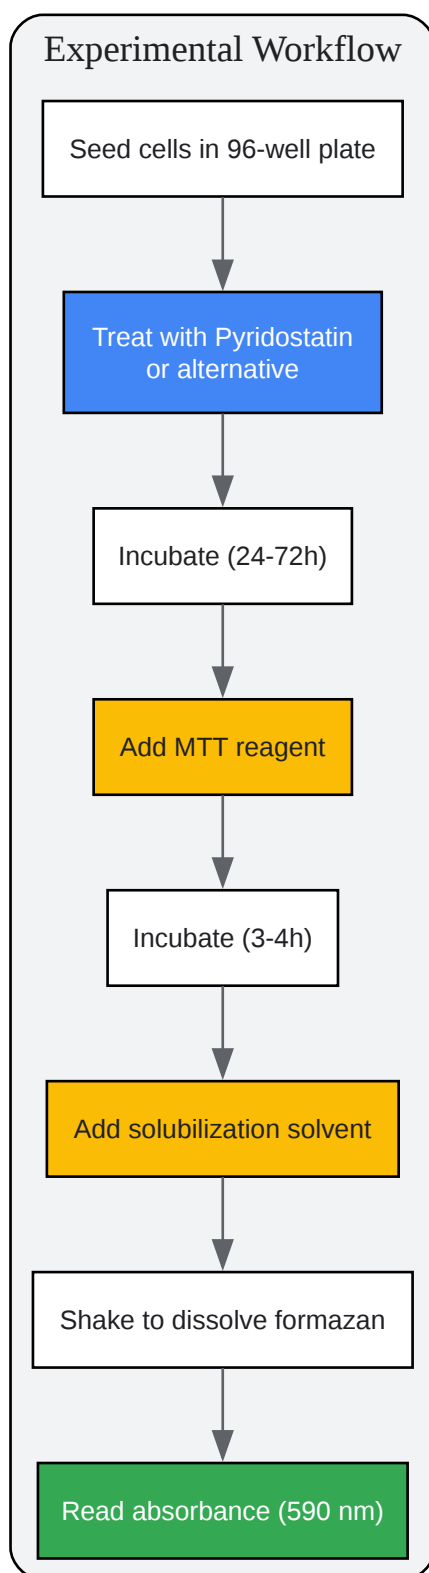 Experimental Workflow
Seed cells in 96-well plate
Treat with Pyridostatin
or alternative
Incubate (24-72h)
Add MTT reagent
Incubate (3-4h)
Add solubilization solvent
Shake to dissolve formazan
Read absorbance (590 nm)